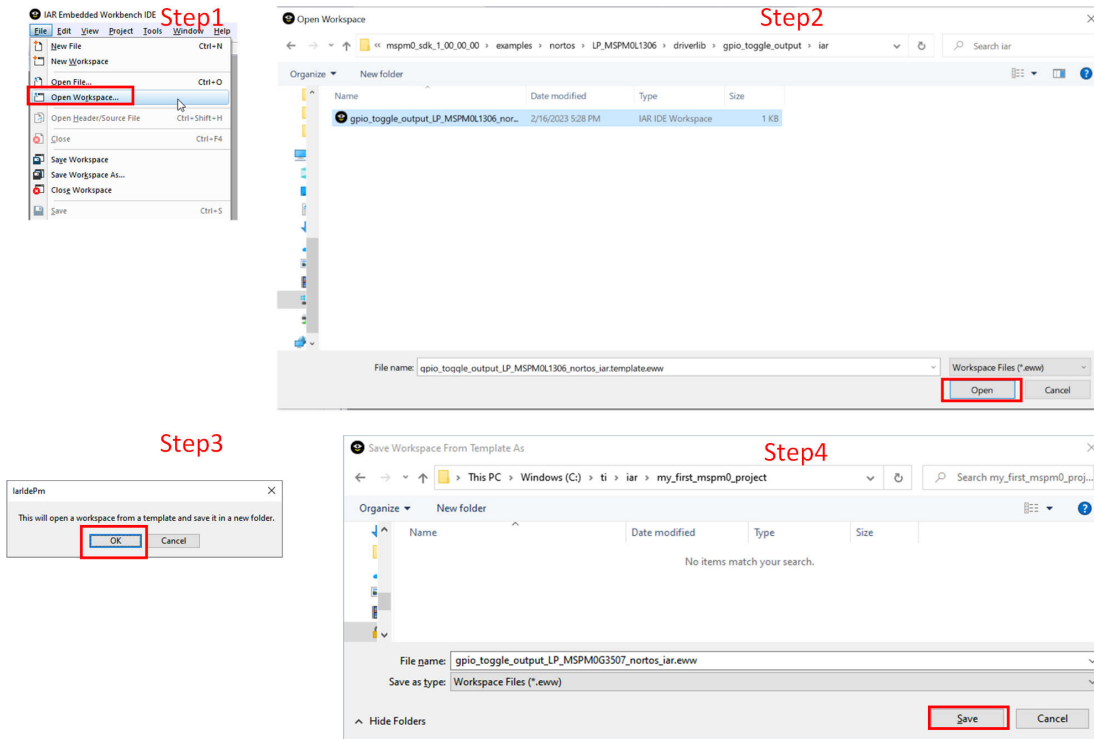 IAR Embedded Workbench IDE
Step1
File Edit View Project Tools Window Help
New File Ctrl+N
New Workspace
Open File... Ctrl+O
Open Workspace...
Open Header/Source File Ctrl+Shift+H
Close Ctrl+F4
Save Workspace
Save Workspace As...
Close Workspace
Save Ctrl+S
Step2
Open Workspace
« mspm0_sdk_1_00_00_00 › examples › nortos › LP_MSPM0L1306 › driverlib › gpio_toggle_output › iar
Search iar
Organize New folder
Name Date modified Type Size
gpio_toggle_output_LP_MSPM0L1306_nor... 2/16/2023 5:28 PM IAR IDE Workspace 1 KB
File name: gpio_toggle_output_LP_MSPM0L1306_nortos_iar.template.eww Workspace Files (*.eww)
Open Cancel
Step3
IarIdePm
This will open a workspace from a template and save it in a new folder.
OK Cancel
Step4
Save Workspace From Template As
› This PC › Windows (C:) › ti › iar › my_first_mspm0_project
Search my_first_mspm0_proj...
Organize New folder
Name Date modified Type Size
No items match your search.
File name: gpio_toggle_output_LP_MSPM0G3507_nortos_iar.eww
Save as type: Workspace Files (*.eww)
Hide Folders Save Cancel